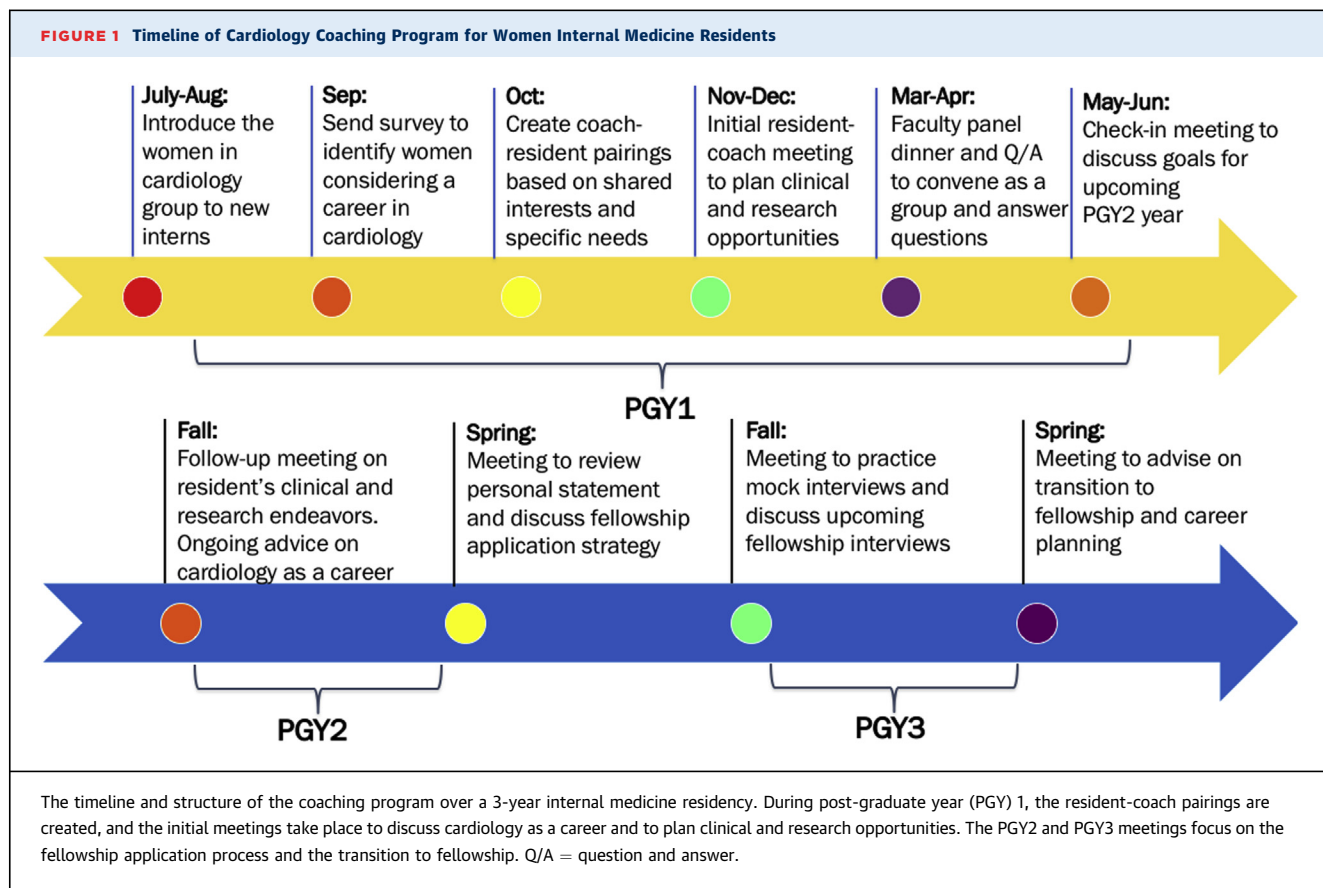 FIGURE 1 Timeline of Cardiology Coaching Program for Women Internal Medicine Residents
July-Aug:
Introduce the
women in
cardiology
group to new
interns
Sep:
Send survey to
identify women
considering a
career in
cardiology
Oct:
Create coach-
resident pairings
based on shared
interests and
specific needs
Nov-Dec:
Initial resident-
coach meeting
to plan clinical
and research
opportunities
Mar-Apr:
Faculty panel
dinner and Q/A
to convene as a
group and answer
questions
May-Jun:
Check-in meeting to
discuss goals for
upcoming
PGY2 year
PGY1
Fall:
Follow-up meeting on
resident's clinical and
research endeavors.
Ongoing advice on
cardiology as a career
Spring:
Meeting to review
personal statement
and discuss fellowship
application strategy
Fall:
Meeting to practice
mock interviews and
discuss upcoming
fellowship interviews
Spring:
Meeting to advise on
transition to
fellowship and career
planning
PGY2
PGY3
The timeline and structure of the coaching program over a 3-year internal medicine residency. During post-graduate year (PGY) 1, the resident-coach pairings are
created, and the initial meetings take place to discuss cardiology as a career and to plan clinical and research opportunities. The PGY2 and PGY3 meetings focus on the
fellowship application process and the transition to fellowship. Q/A = question and answer.